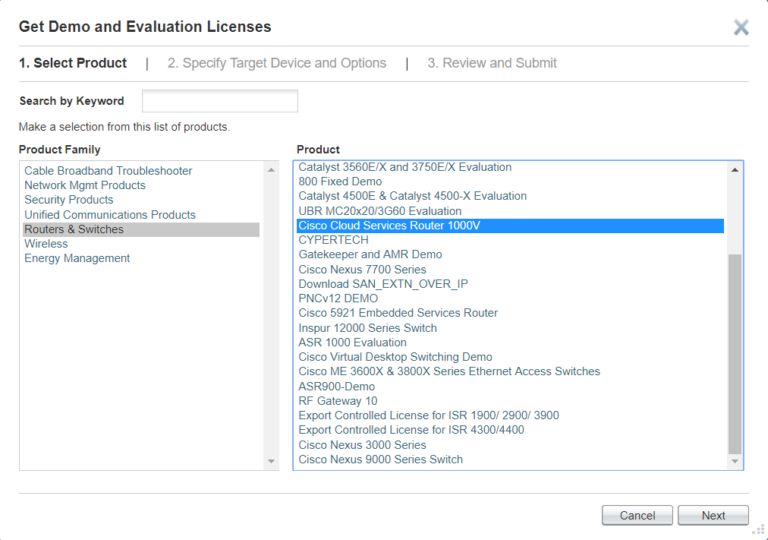 Get Demo and Evaluation Licenses
1. Select Product | 2. Specify Target Device and Options | 3. Review and Submit
Search by Keyword
Make a selection from this list of products.
Product Family
Cable Broadband Troubleshooter
Network Mgmt Products
Security Products
Unified Communications Products
Routers & Switches
Wireless
Energy Management
Product
Catalyst 3560E/X and 3750E/X Evaluation
800 Fixed Demo
Catalyst 4500E & Catalyst 4500-X Evaluation
UBR MC20x20/3G60 Evaluation
Cisco Cloud Services Router 1000V
CYPERTECH
Gatekeeper and AMR Demo
Cisco Nexus 7700 Series
Download SAN_EXTN_OVER_IP
PNCv12 DEMO
Cisco 5921 Embedded Services Router
Inspur 12000 Series Switch
ASR 1000 Evaluation
Cisco Virtual Desktop Switching Demo
Cisco ME 3600X & 3800X Series Ethernet Access Switches
ASR900-Demo
RF Gateway 10
Export Controlled License for ISR 1900/ 2900/ 3900
Export Controlled License for ISR 4300/4400
Cisco Nexus 3000 Series
Cisco Nexus 9000 Series Switch
Cancel
Next